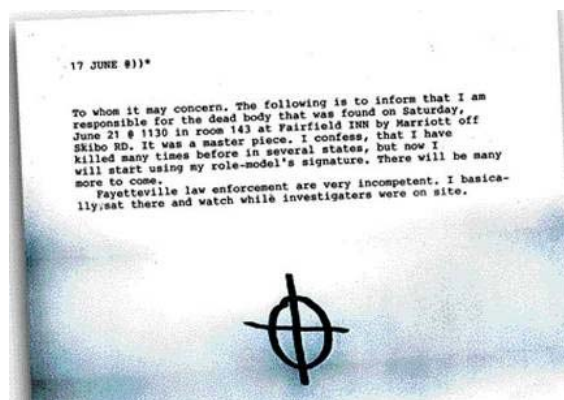 17 JUNE @))*
To whom it may concern. The following is to inform that I am
responsible for the dead body that was found on Saturday,
June 21 @ 1130 in room 143 at Fairfield INN by Marriott off
Skibo RD. It was a master piece. I confess, that I have
killed many times before in several states, but now I
will start using my role-model's signature. There will be many
more to come.
Fayetteville law enforcement are very incompetent. I basica-
lly,sat there and watch while investigaters were on site.